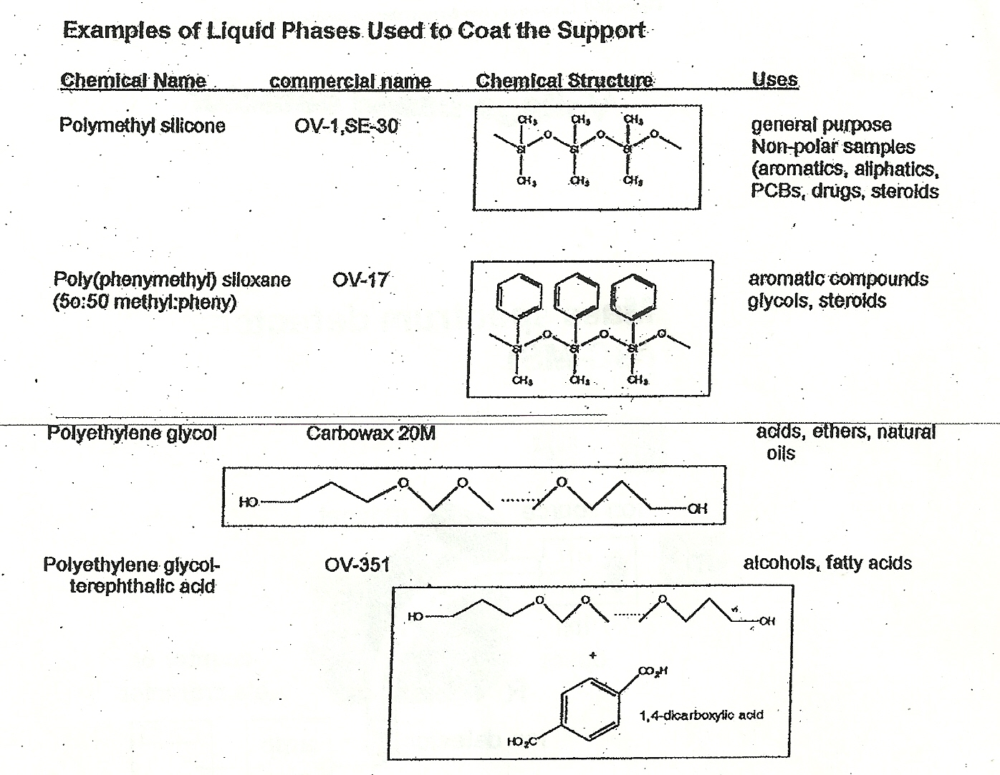 Examples of Liquid Phases Used to Coat the Support
Chemical Name commercial name Chemical Structure Uses
Polymethyl silicone OV-1,SE-30 general purpose
Non-polar samples
(aromatics, aliphatics,
PCBs, drugs, steroids
CH3 CH3 CH3
O O O
Si Si Si
CH3 CH3 CH3
Poly(phenymethyl) siloxane OV-17 aromatic compounds
(5o:50 methyl:pheny) glycols, steroids
O O O
Si Si Si
CH3 CH3 CH3
Polyethylene glycol Carbowax 20M acids, ethers, natural
oils
O O O
HO OH
Polyethylene glycol- OV-351 alcohols, fatty acids
terephthalic acid
O O O
HO OH
+
CO2H
1,4-dicarboxylic acid
HO2C